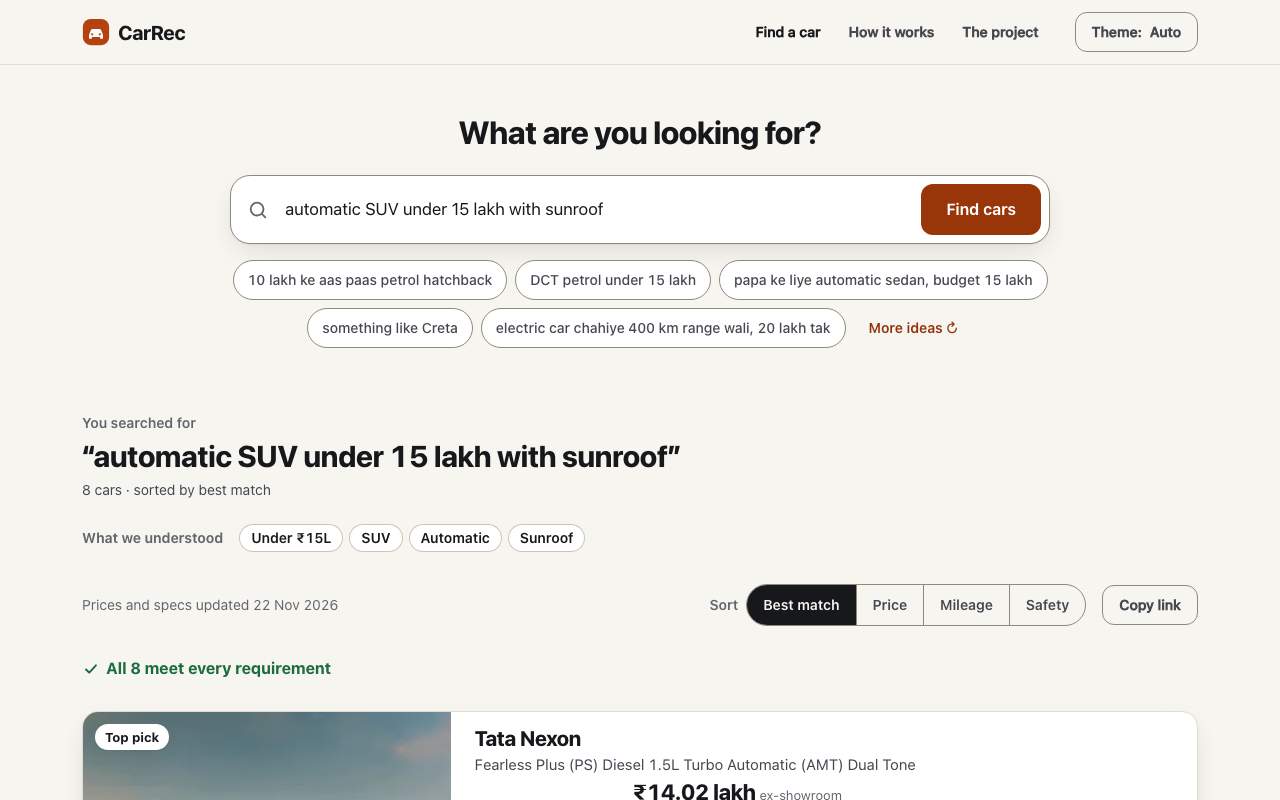 CarRec
Find a car
How it works
The project
Theme: Auto
What are you looking for?
automatic SUV under 15 lakh with sunroof
Find cars
10 lakh ke aas paas petrol hatchback
DCT petrol under 15 lakh
papa ke liye automatic sedan, budget 15 lakh
something like Creta
electric car chahiye 400 km range wali, 20 lakh tak
More ideas ↻
You searched for
“automatic SUV under 15 lakh with sunroof”
8 cars · sorted by best match
What we understood
Under ₹15L
SUV
Automatic
Sunroof
Prices and specs updated 22 Nov 2026
Sort
Best match
Price
Mileage
Safety
Copy link
✓ All 8 meet every requirement
Top pick
Tata Nexon
Fearless Plus (PS) Diesel 1.5L Turbo Automatic (AMT) Dual Tone
₹14.02 lakh ex-showroom